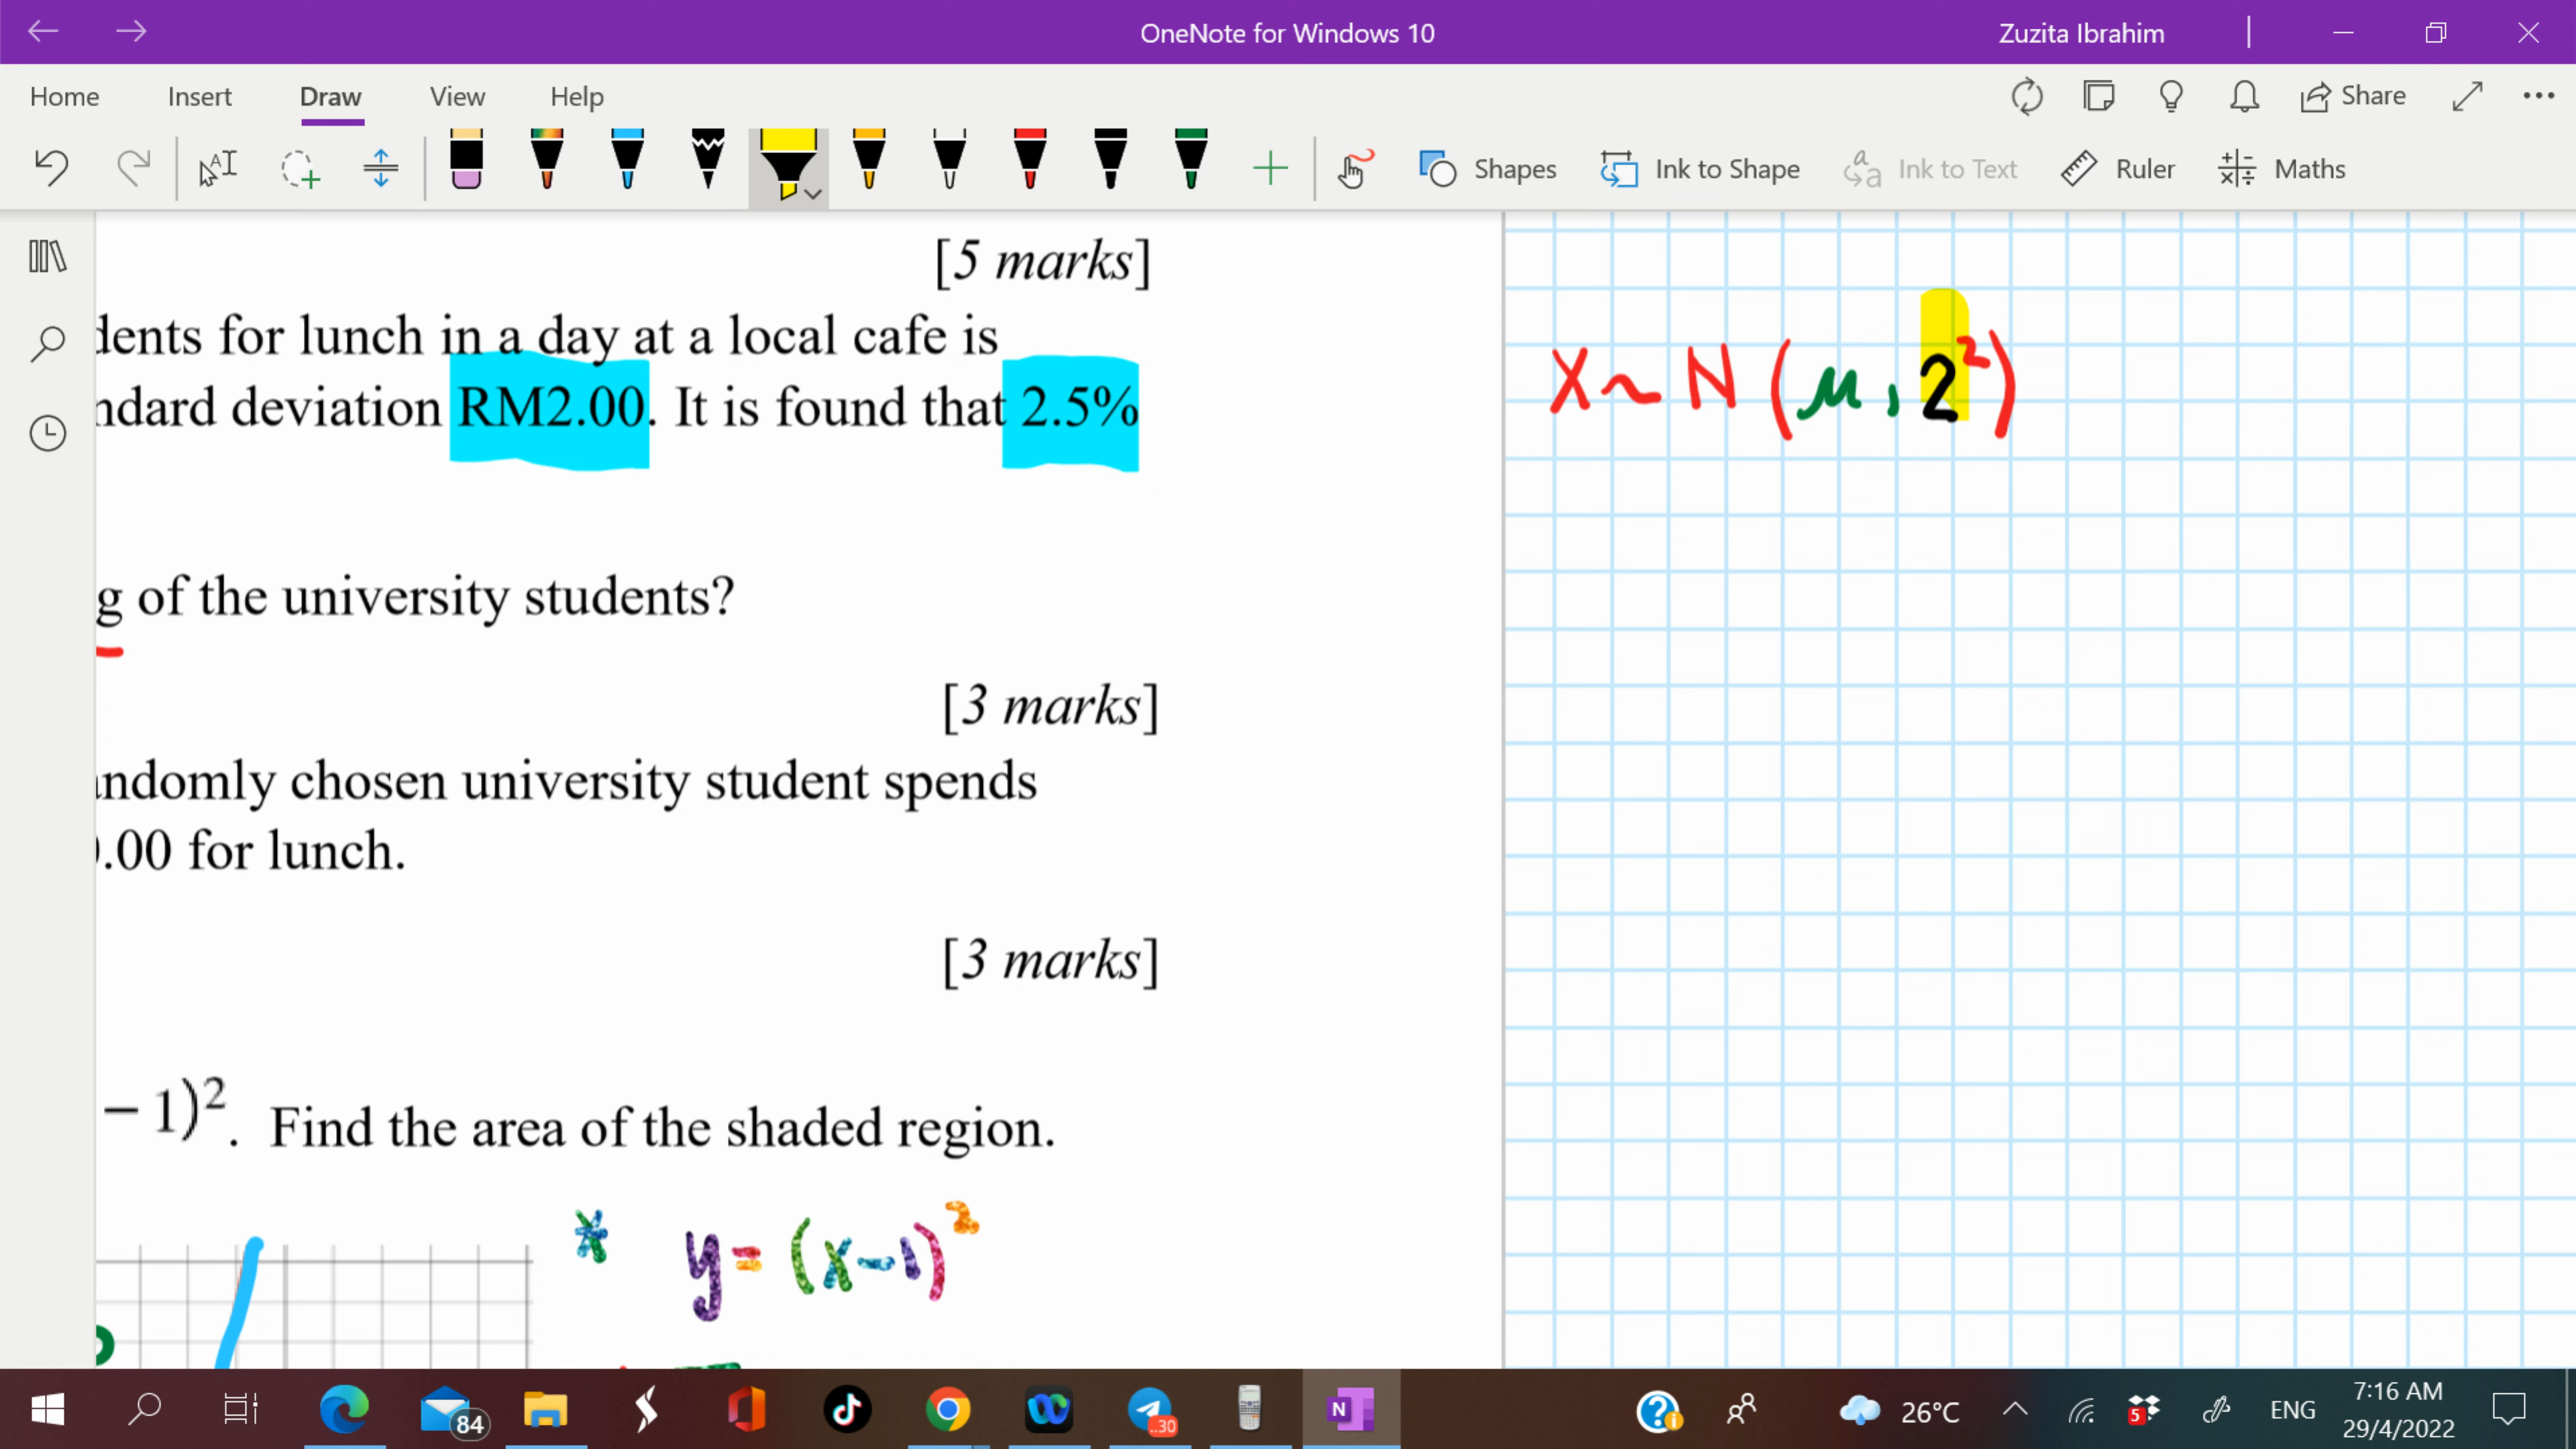 OneNote for Windows 10
Zuzita Ibrahim
Home Insert Draw View Help
Share
Shapes Ink to Shape Ink to Text Ruler Maths
[5 marks]
dents for lunch in a day at a local cafe is
ndard deviation RM2.00. It is found that 2.5%
X ~ N (μ, 2²)
g of the university students?
[3 marks]
andomly chosen university student spends
.00 for lunch.
[3 marks]
− 1)². Find the area of the shaded region.
* y = (x−1)²
84
..30
26°C
5
ENG
7:16 AM
29/4/2022